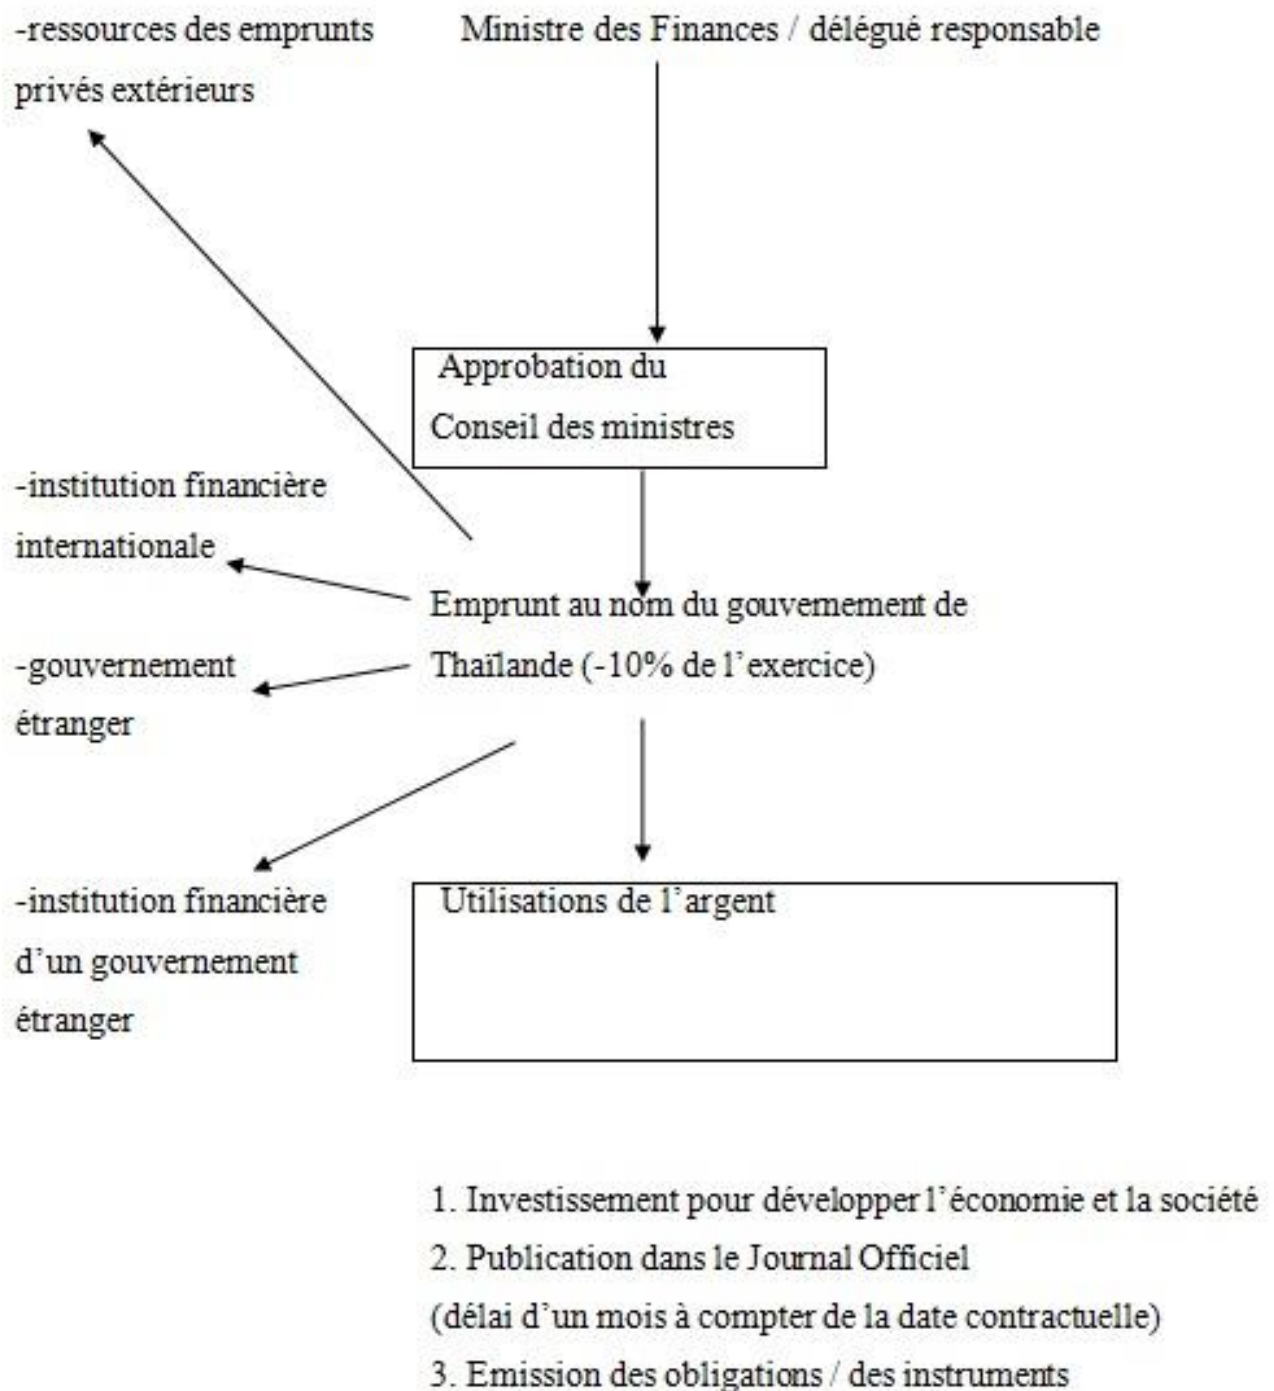 -ressources des emprunts
privés extérieurs
Ministre des Finances / délégué responsable
Approbation du
Conseil des ministres
-institution financière
internationale
Emprunt au nom du gouvernement de
Thaïlande (-10% de l’exercice)
-gouvernement
étranger
-institution financière
d’un gouvernement
étranger
Utilisations de l’argent
1. Investissement pour développer l’économie et la société
2. Publication dans le Journal Officiel
(délai d’un mois à compter de la date contractuelle)
3. Emission des obligations / des instruments